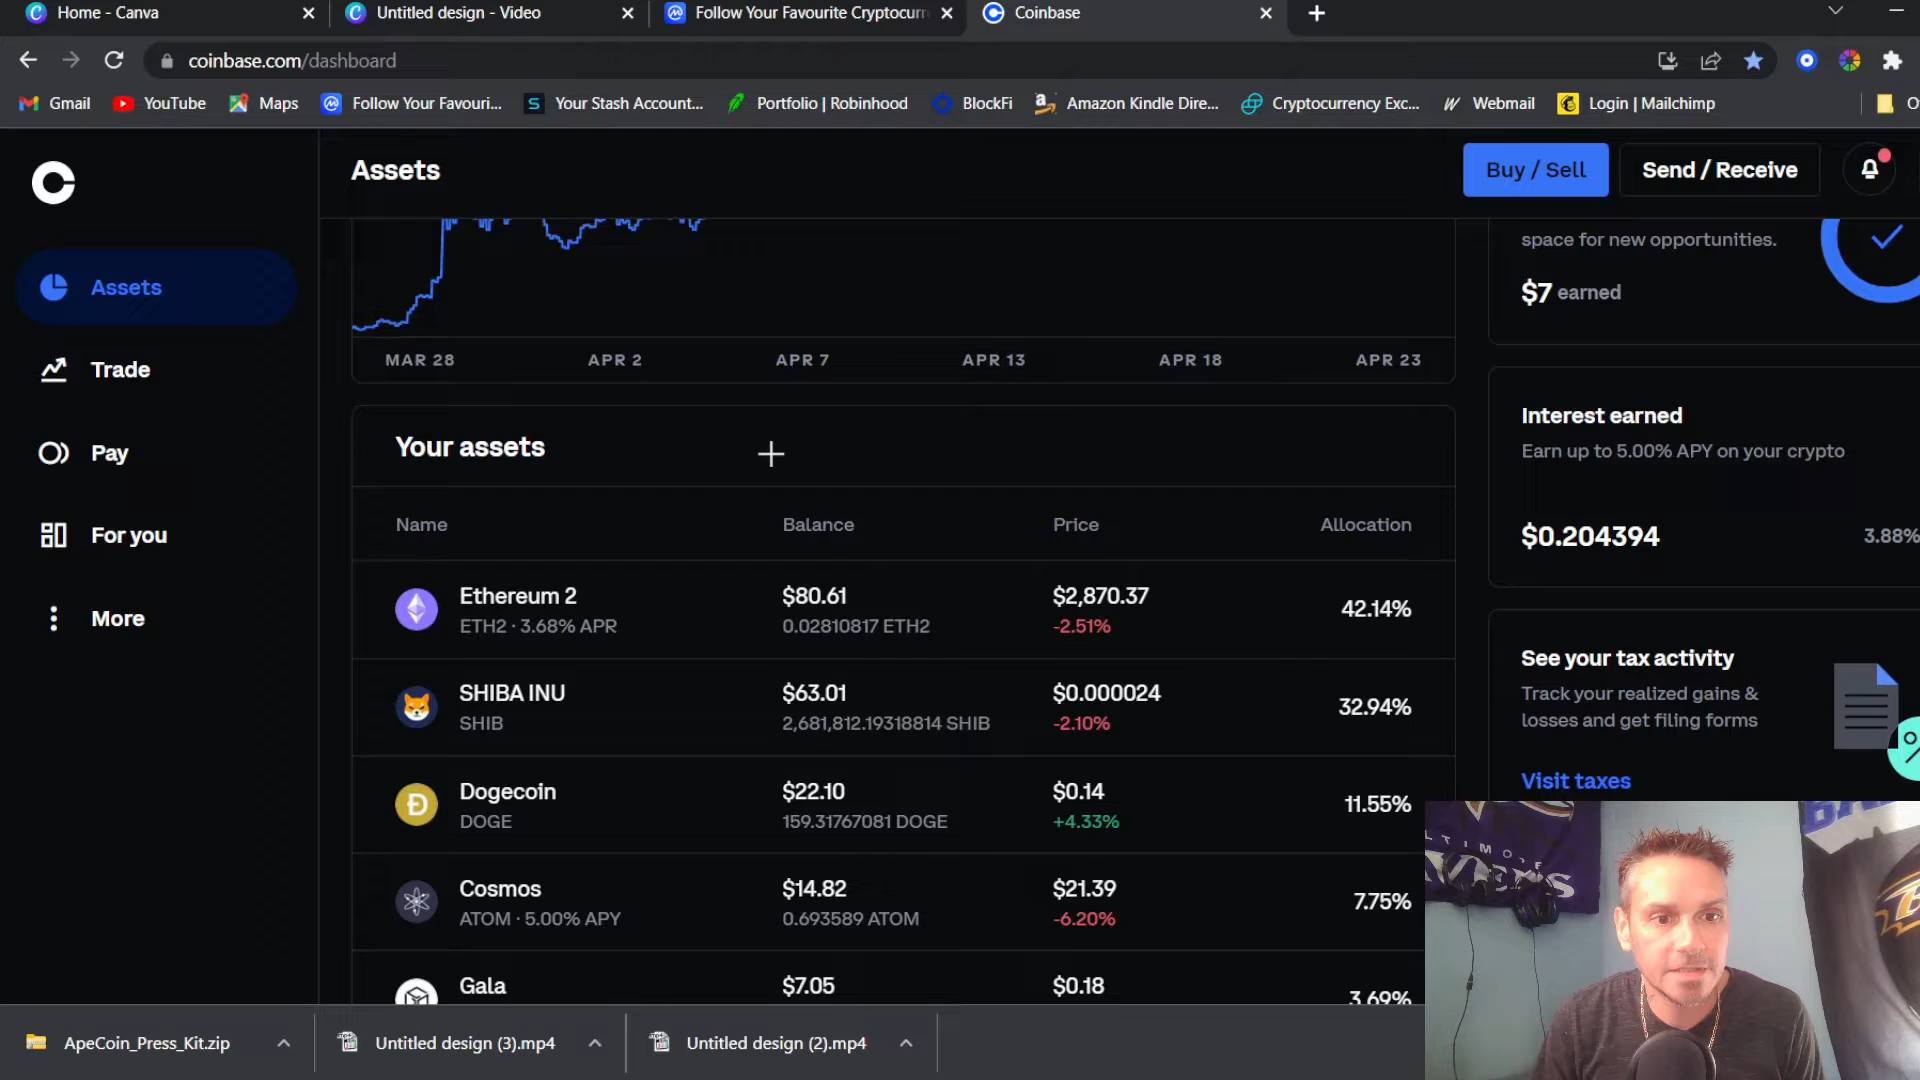 Home - Canva
Untitled design - Video
Follow Your Favourite Cryptocurr
Coinbase
coinbase.com/dashboard
Gmail
YouTube
Maps
Follow Your Favouri...
Your Stash Account...
Portfolio | Robinhood
BlockFi
Amazon Kindle Dire...
Cryptocurrency Exc...
Webmail
Login | Mailchimp
Assets
Buy / Sell
Send / Receive
Assets
Trade
Pay
For you
More
MAR 28
APR 2
APR 7
APR 13
APR 18
APR 23
space for new opportunities.
$7 earned
Your assets
Name
Balance
Price
Allocation
Ethereum 2
$80.61
$2,870.37
42.14%
ETH2 · 3.68% APR
0.02810817 ETH2
-2.51%
SHIBA INU
$63.01
$0.000024
32.94%
SHIB
2,681,812.19318814 SHIB
-2.10%
Dogecoin
$22.10
$0.14
11.55%
DOGE
159.31767081 DOGE
+4.33%
Cosmos
$14.82
$21.39
7.75%
ATOM · 5.00% APY
0.693589 ATOM
-6.20%
Gala
$7.05
$0.18
3.69%
Interest earned
Earn up to 5.00% APY on your crypto
$0.204394
3.88%
See your tax activity
Track your realized gains &
losses and get filing forms
Visit taxes
ApeCoin_Press_Kit.zip
Untitled design (3).mp4
Untitled design (2).mp4